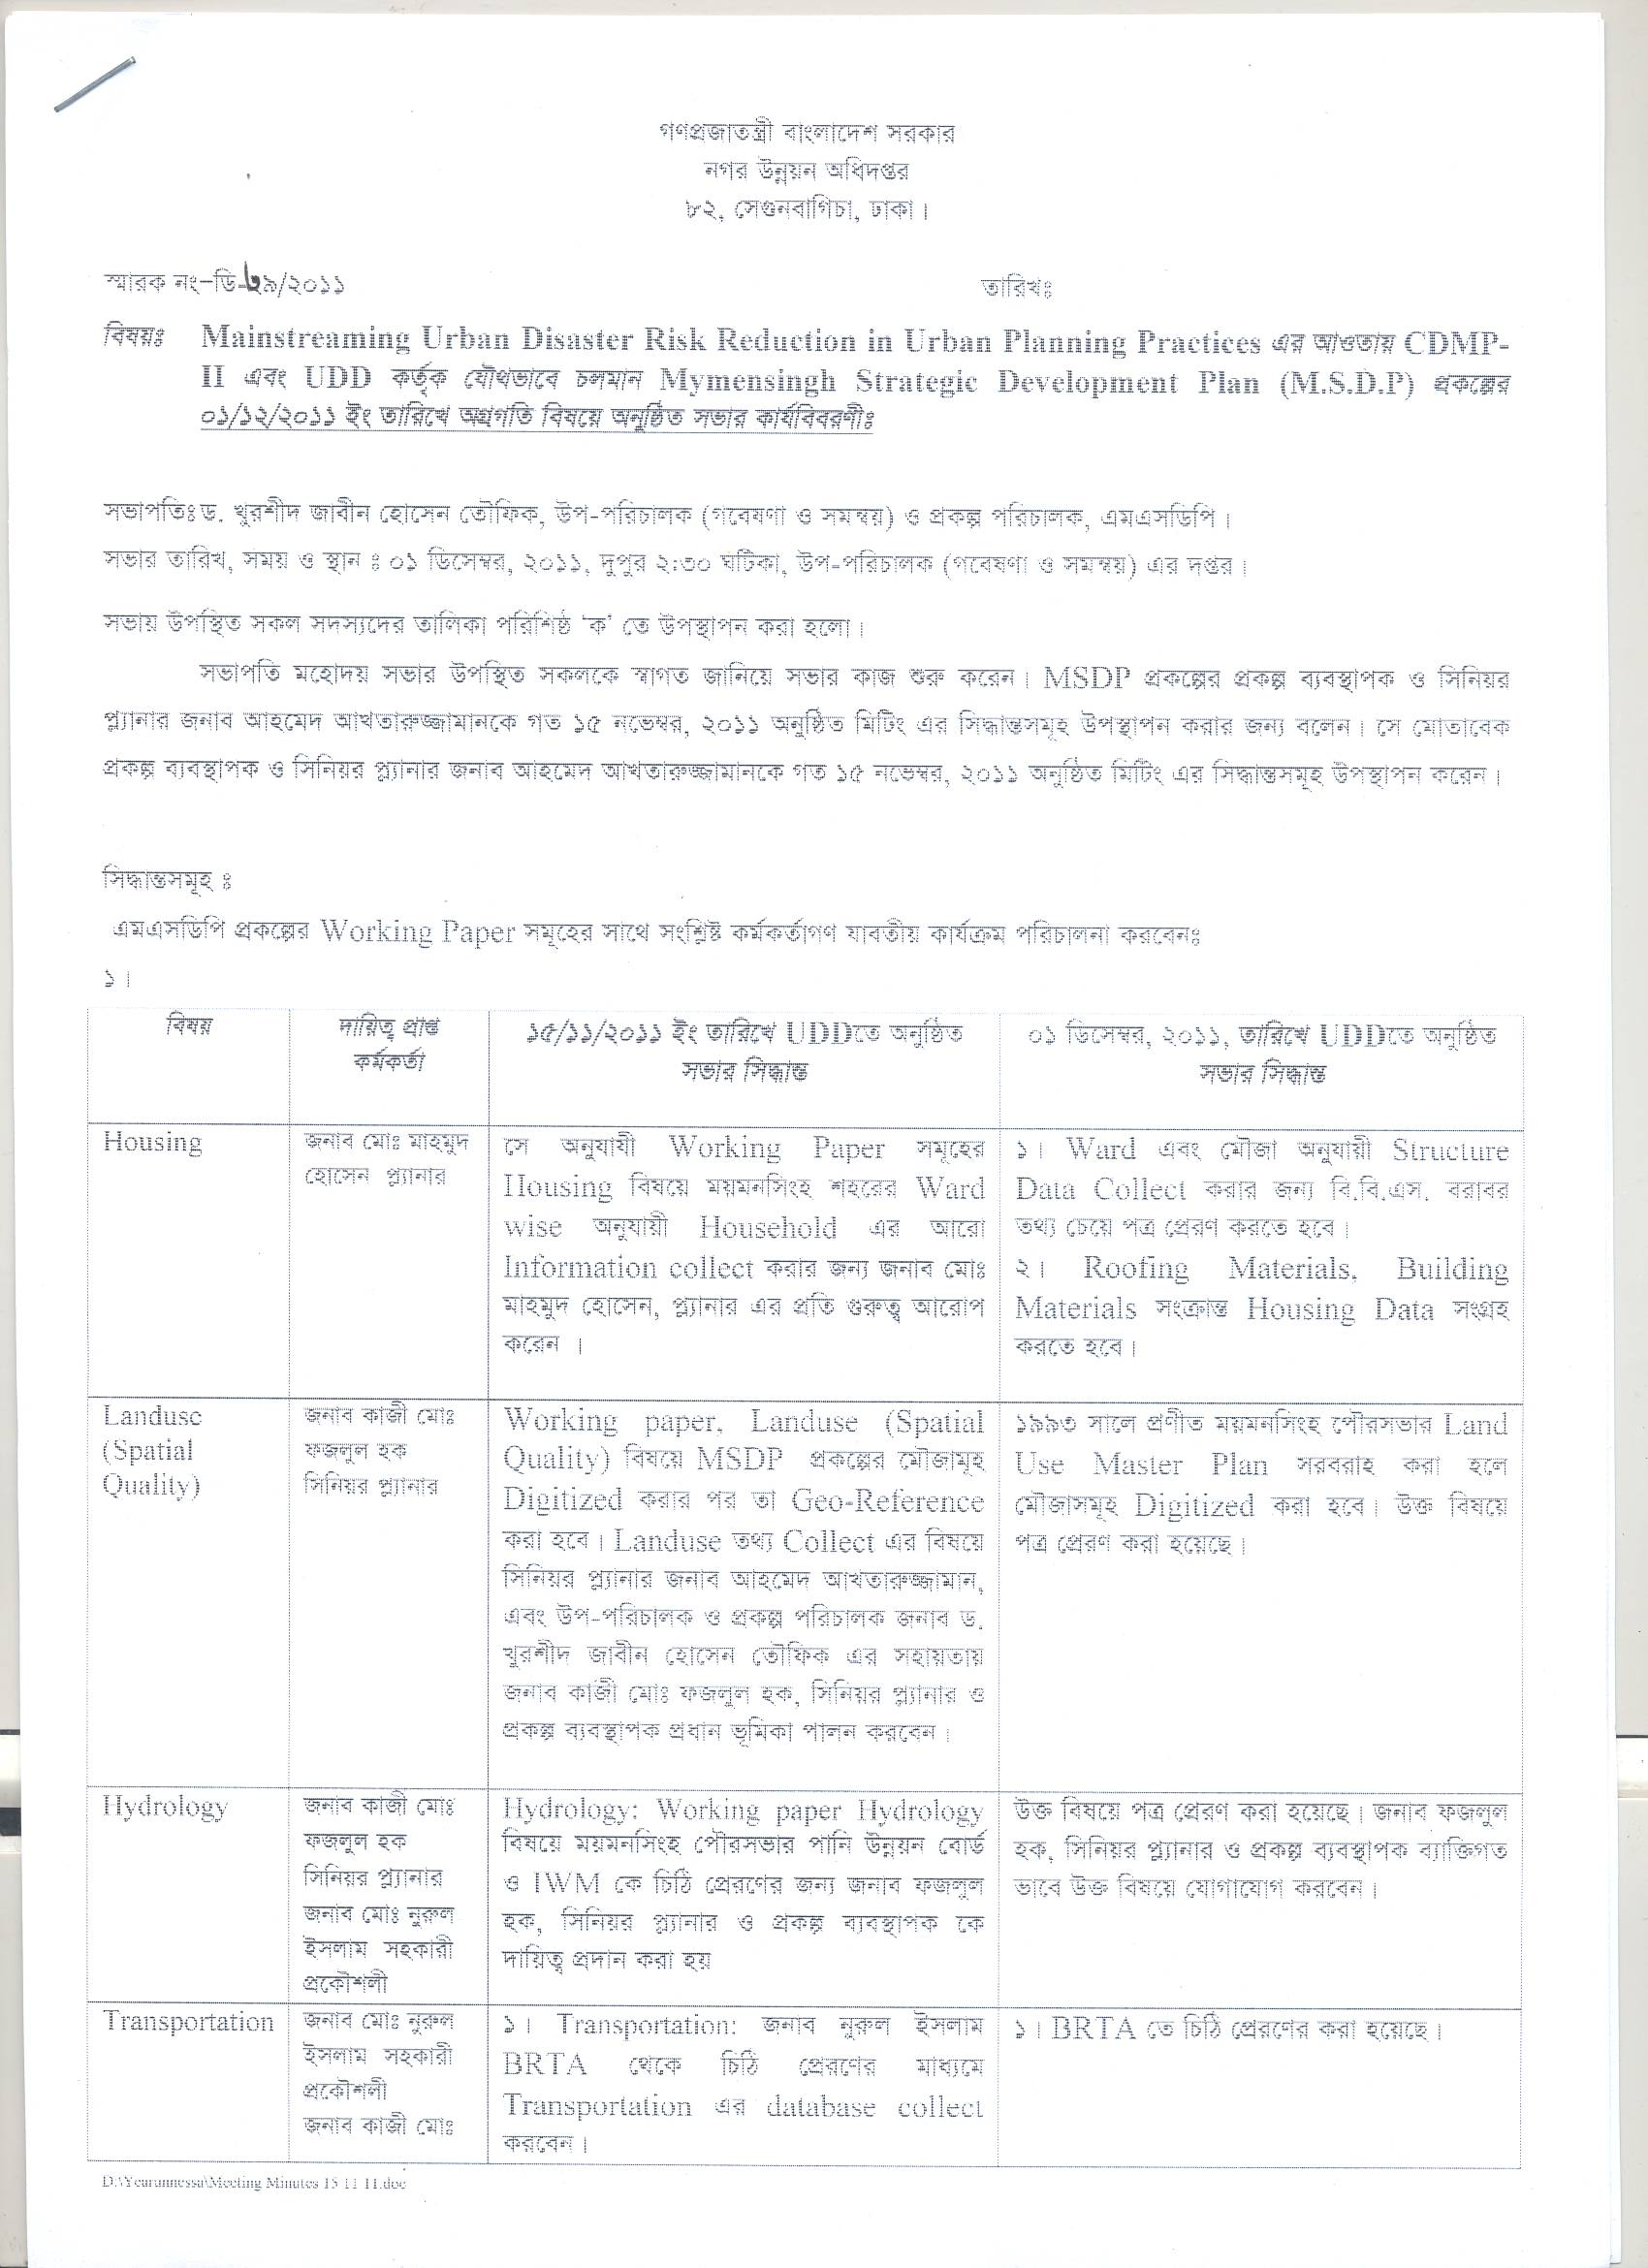 গণপ্রজাতন্ত্রী বাংলাদেশ সরকার
নগর উন্নয়ন অধিদপ্তর
৮২, সেগুনবাগিচা, ঢাকা।
স্মারক নং–ডি- /২০১১ তারিখঃ
বিষয়ঃ Mainstreaming Urban Disaster Risk Reduction in Urban Planning Practices এর আওতায় CDMP-
II এবং UDD কর্তৃক যৌথভাবে চলমান Mymensingh Strategic Development Plan (M.S.D.P) প্রকল্পের
০১/১২/২০১১ ইং তারিখে অগ্রগতি বিষয়ে অনুষ্ঠিত সভার কার্যবিবরণীঃ
সভাপতিঃ ড. খুরশীদ জাবীন হোসেন তৌফিক, উপ-পরিচালক (গবেষণা ও সমন্বয়) ও প্রকল্প পরিচালক, এমএসডিপি।
সভার তারিখ, সময় ও স্থান ঃ ০১ ডিসেম্বর, ২০১১, দুপুর ২:৩০ ঘটিকা, উপ-পরিচালক (গবেষণা ও সমন্বয়) এর দপ্তর।
সভায় উপস্থিত সকল সদস্যদের তালিকা পরিশিষ্ঠ ‘ক’ তে উপস্থাপন করা হলো।
সভাপতি মহোদয় সভার উপস্থিত সকলকে স্বাগত জানিয়ে সভার কাজ শুরু করেন। MSDP প্রকল্পের প্রকল্প ব্যবস্থাপক ও সিনিয়র
প্ল্যানার জনাব আহমেদ আখতারুজ্জামানকে গত ১৫ নভেম্বর, ২০১১ অনুষ্ঠিত মিটিং এর সিদ্ধান্তসমূহ উপস্থাপন করার জন্য বলেন। সে মোতাবেক
প্রকল্প ব্যবস্থাপক ও সিনিয়র প্ল্যানার জনাব আহমেদ আখতারুজ্জামানকে গত ১৫ নভেম্বর, ২০১১ অনুষ্ঠিত মিটিং এর সিদ্ধান্তসমূহ উপস্থাপন করেন।
সিদ্ধান্তসমূহ ঃ
এমএসডিপি প্রকল্পের Working Paper সমূহের সাথে সংশ্লিষ্ট কর্মকর্তাগণ যাবতীয় কার্যক্রম পরিচালনা করবেনঃ
১।
বিষয়
দায়িত্ব প্রাপ্ত
কর্মকর্তা
১৫/১১/২০১১ ইং তারিখে UDDতে অনুষ্ঠিত
সভার সিদ্ধান্ত
০১ ডিসেম্বর, ২০১১, তারিখে UDDতে অনুষ্ঠিত
সভার সিদ্ধান্ত
Housing
জনাব মোঃ মাহমুদ
হোসেন প্ল্যানার
সে অনুযাযী Working Paper সমূহের
Housing বিষয়ে ময়মনসিংহ শহরের Ward
wise অনুযায়ী Household এর আরো
Information collect করার জন্য জনাব মোঃ
মাহমুদ হোসেন, প্ল্যানার এর প্রতি গুরুত্ব আরোপ
করেন ।
১। Ward এবং মৌজা অনুযায়ী Structure
Data Collect করার জন্য বি.বি.এস. বরাবর
তথ্য চেয়ে পত্র প্রেরণ করতে হবে।
২। Roofing Materials, Building
Materials সংক্রান্ত Housing Data সংগ্রহ
করতে হবে।
Landuse
(Spatial
Quality)
জনাব কাজী মোঃ
ফজলুল হক
সিনিয়র প্ল্যানার
Working paper, Landuse (Spatial
Quality) বিষয়ে MSDP প্রকল্পের মৌজামূহ
Digitized করার পর তা Geo-Reference
করা হবে। Landuse তথ্য Collect এর বিষয়ে
সিনিয়র প্ল্যানার জনাব আহমেদ আখতারুজ্জামান,
এবং উপ-পরিচালক ও প্রকল্প পরিচালক জনাব ড.
খুরশীদ জাবীন হোসেন তৌফিক এর সহায়তায়
জনাব কাজী মোঃ ফজলুল হক, সিনিয়র প্ল্যানার ও
প্রকল্প ব্যবস্থাপক প্রধান ভূমিকা পালন করবেন।
১৯৯৩ সালে প্রণীত ময়মনসিংহ পৌরসভার Land
Use Master Plan সরবরাহ করা হলে
মৌজাসমূহ Digitized করা হবে। উক্ত বিষয়ে
পত্র প্রেরণ করা হয়েছে।
Hydrology
জনাব কাজী মোঃ
ফজলুল হক
সিনিয়র প্ল্যানার
জনাব মোঃ নুরুল
ইসলাম সহকারী
প্রকৌশলী
Hydrology: Working paper Hydrology
বিষয়ে ময়মনসিংহ পৌরসভার পানি উন্নয়ন বোর্ড
ও IWM কে চিঠি প্রেরণের জন্য জনাব ফজলুল
হক, সিনিয়র প্ল্যানার ও প্রকল্প ব্যবস্থাপক কে
দায়িত্ব প্রদান করা হয়
উক্ত বিষয়ে পত্র প্রেরণ করা হয়েছে। জনাব ফজলুল
হক, সিনিয়র প্ল্যানার ও প্রকল্প ব্যবস্থাপক ব্যাক্তিগত
ভাবে উক্ত বিষয়ে যোগাযোগ করবেন।
Transportation
জনাব মোঃ নুরুল
ইসলাম সহকারী
প্রকৌশলী
জনাব কাজী মোঃ
১। Transportation: জনাব নুরুল ইসলাম
BRTA থেকে চিঠি প্রেরণের মাধ্যমে
Transportation এর database collect
করবেন।
১। BRTA তে চিঠি প্রেরণের করা হয়েছে।
D:\Yearunnessa\Meeting Minutes 15 11 11.doc